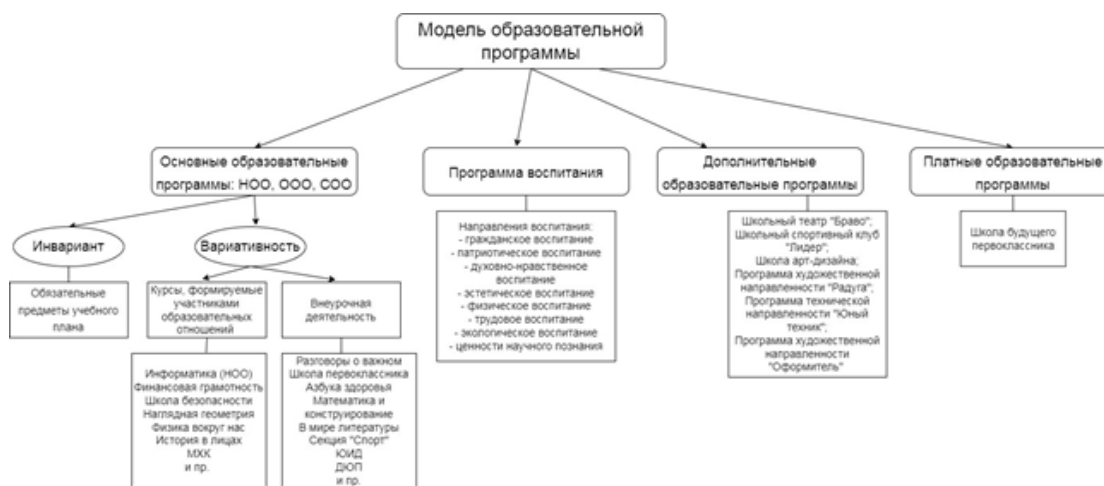 Модель образовательной
программы
Основные образовательные
программы: НОО, ООО, СОО
Программа воспитания
Дополнительные
образовательные программы
Платные образовательные
программы
Инвариант
Вариативность
Обязательные
предметы учебного
плана
Курсы, формируемые
участниками
образовательных
отношений
Внеурочная
деятельность
Информатика (НОО)
Финансовая грамотность
Школа безопасности
Наглядная геометрия
Физика вокруг нас
История в лицах
МХК
и пр.
Разговоры о важном
Школа первоклассника
Азбука здоровья
Математика и
конструирование
В мире литературы
Секция "Спорт"
ЮИД
ДЮП
и пр.
Направления воспитания:
- гражданское воспитание
- патриотическое воспитание
- духовно-нравственное
воспитание
- эстетическое воспитание
- физическое воспитание
- трудовое воспитание
- экологическое воспитание
- ценности научного познания
Школьный театр "Браво";
Школьный спортивный клуб
"Лидер";
Школа арт-дизайна;
Программа художественной
направленности "Радуга";
Программа технической
направленности "Юный
техник";
Программа художественной
направленности
"Оформитель"
Школа будущего
первоклассника